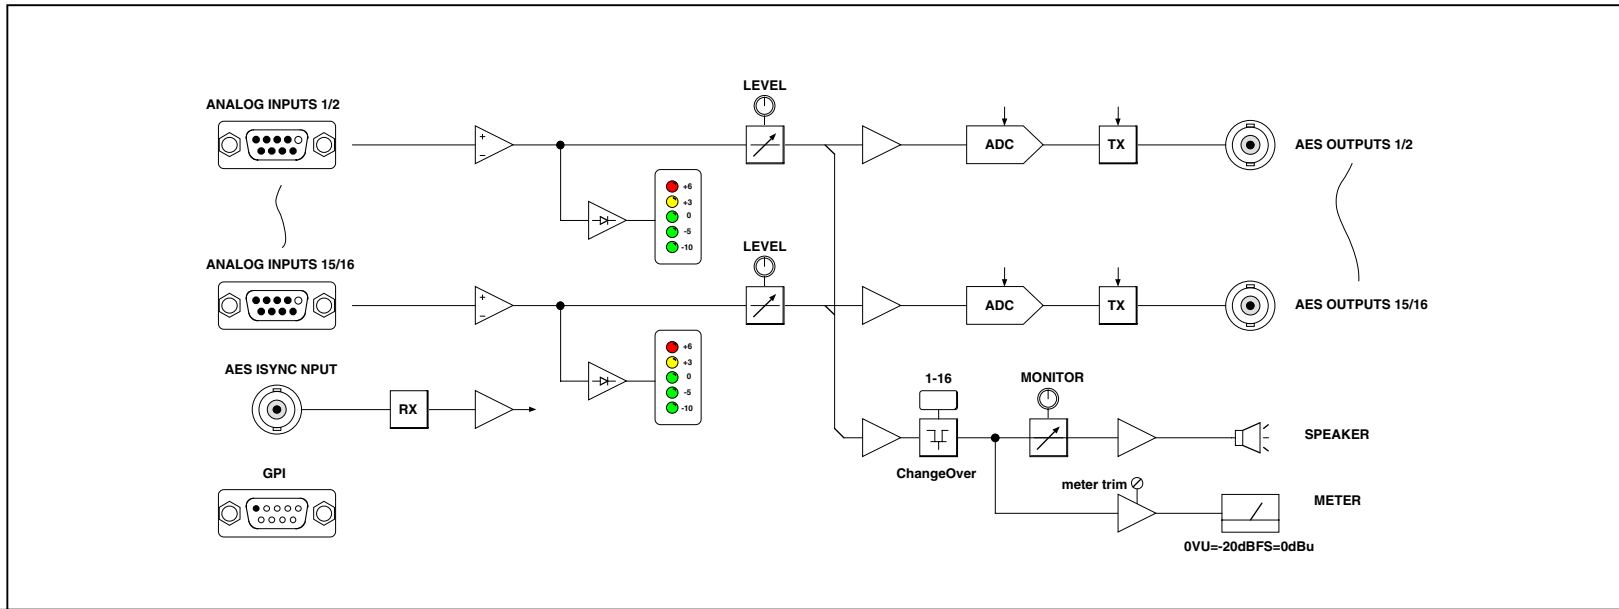 LEVEL
ANALOG INPUTS 1/2
+
−
ADC
TX
AES OUTPUTS 1/2
+6
+3
0
-5
-10
LEVEL
ANALOG INPUTS 15/16
+
−
ADC
TX
AES OUTPUTS 15/16
+6
+3
0
-5
-10
AES ISYNC NPUT
RX
1-16
MONITOR
SPEAKER
ChangeOver
GPI
meter trim
METER
0VU=-20dBFS=0dBu